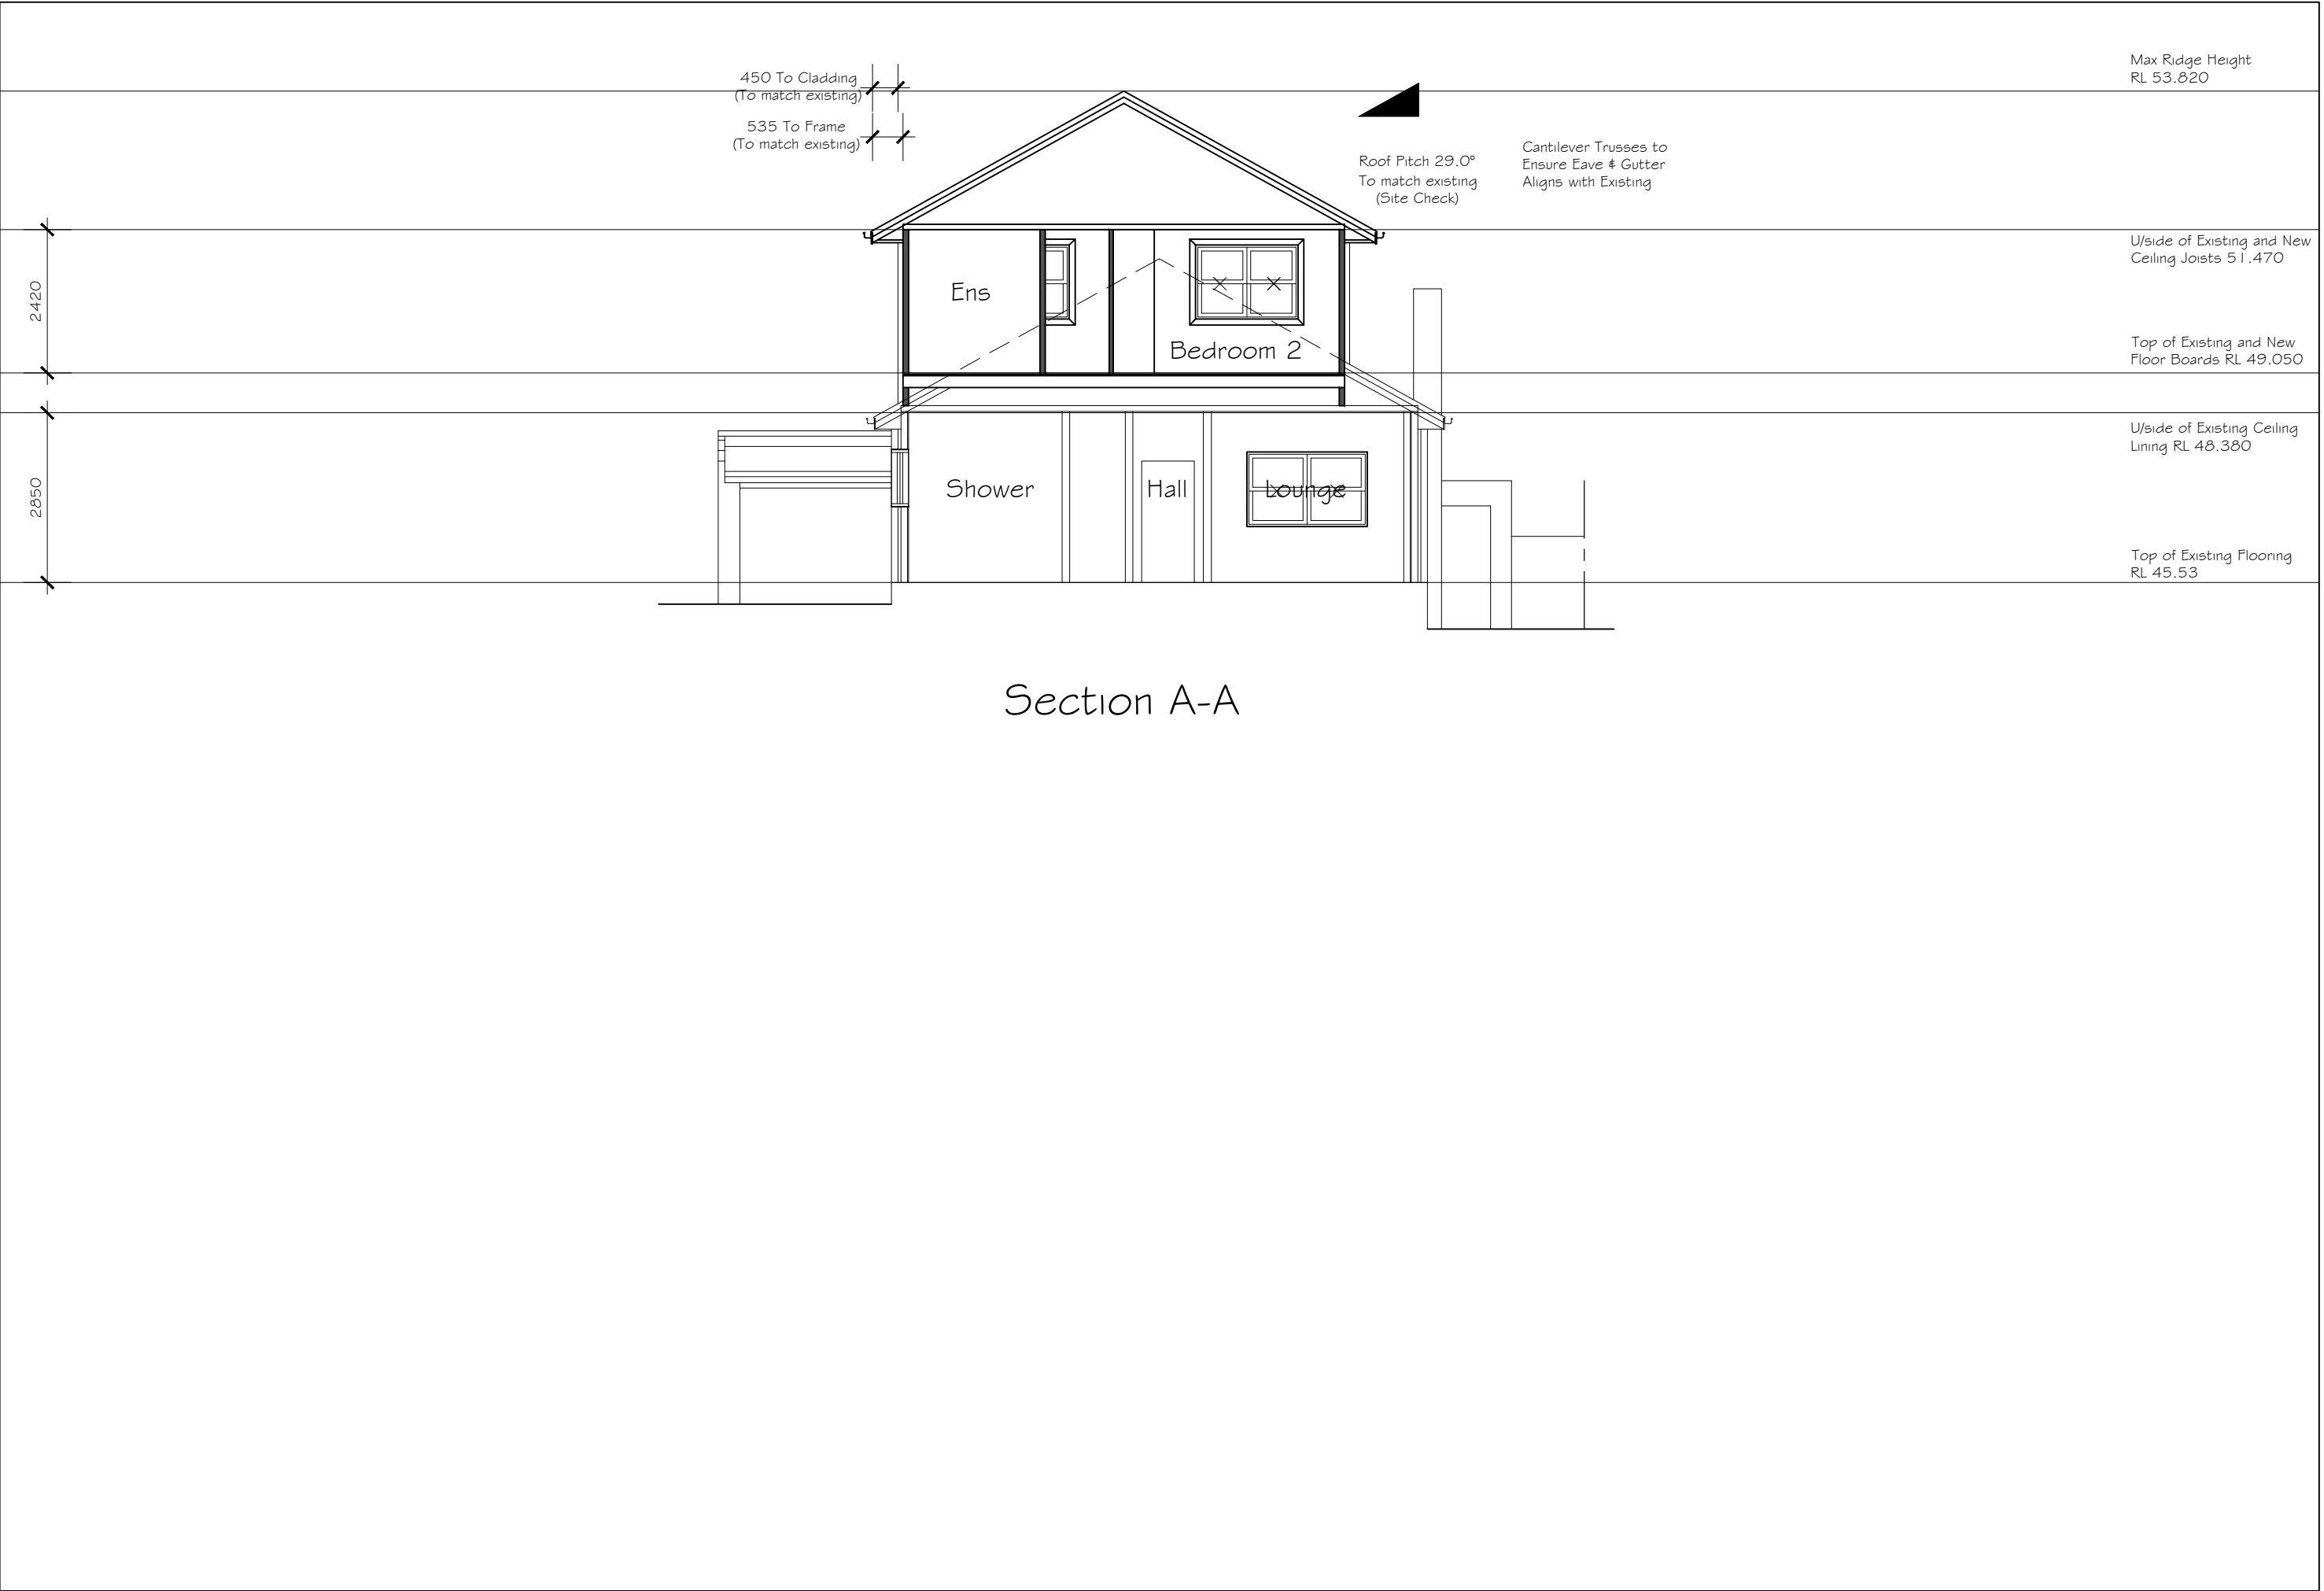 Max Ridge Height
RL 53.820
450 To Cladding
(To match existing)
535 To Frame
(To match existing)
Roof Pitch 29.0°
To match existing
(Site Check)
Cantilever Trusses to
Ensure Eave & Gutter
Aligns with Existing
U/side of Existing and New
Ceiling Joists 51.470
2420
Ens
Bedroom 2
Top of Existing and New
Floor Boards RL 49.050
U/side of Existing Ceiling
Lining RL 48.380
2850
Shower
Hall
Lounge
Top of Existing Flooring
RL 45.53
Section A-A